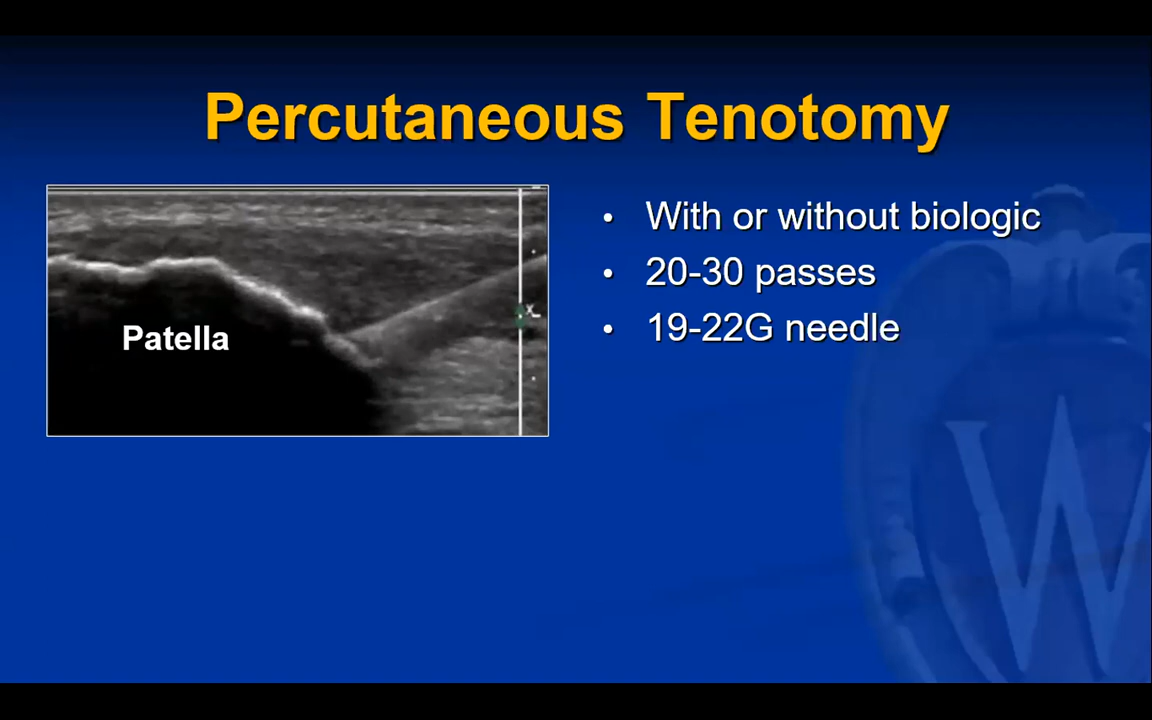 Percutaneous Tenotomy
Patella
• With or without biologic
• 20-30 passes
• 19-22G needle
W